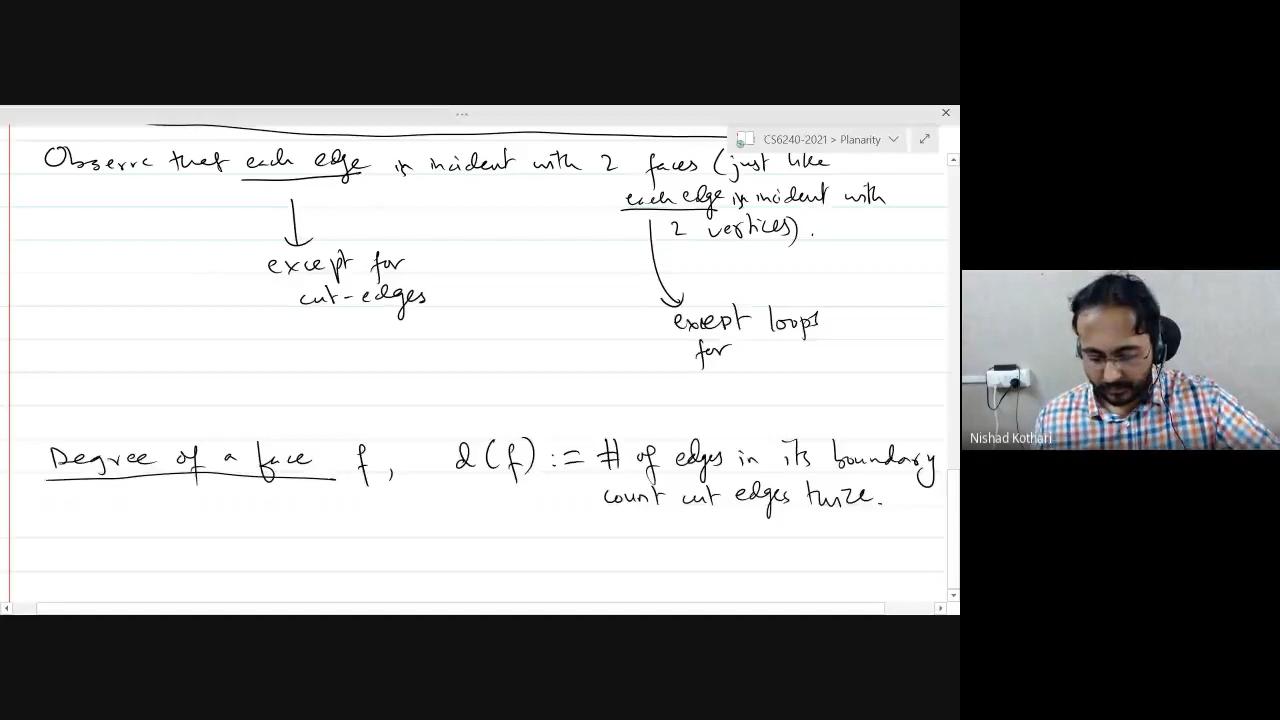 CS6240-2021 > Planarity
Observe that each edge is incident with 2 faces (just like
each edge is incident with
2 vertices).
except for
cut-edges
except loops
for
Degree of a face f, d(f) := # of edges in its boundary
count cut edges twize.
Nishad Kothari